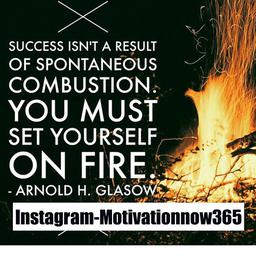 SUCCESS ISN'T A RESULT
OF SPONTANEOUS
COMBUSTION.
YOU MUST
SET YOURSELF
ON FIRE.
- ARNOLD H. GLASOW
Instagram-Motivationnow365